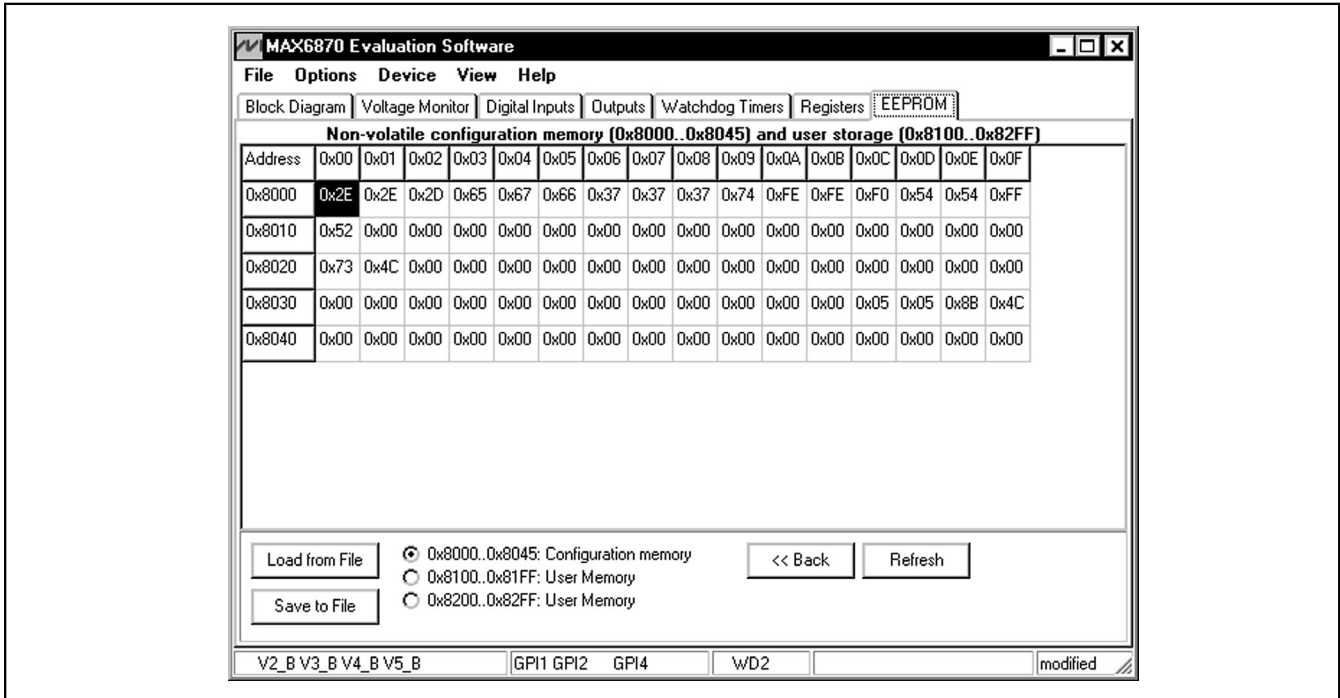 MAX6870 Evaluation Software
File Options Device View Help
Block Diagram Voltage Monitor Digital Inputs Outputs Watchdog Timers Registers EEPROM
Non-volatile configuration memory (0x8000..0x8045) and user storage (0x8100..0x82FF)
Address 0x00 0x01 0x02 0x03 0x04 0x05 0x06 0x07 0x08 0x09 0x0A 0x0B 0x0C 0x0D 0x0E 0x0F
0x8000 0x2E 0x2E 0x2D 0x65 0x67 0x66 0x37 0x37 0x37 0x74 0xFE 0xFE 0xF0 0x54 0x54 0xFF
0x8010 0x52 0x00 0x00 0x00 0x00 0x00 0x00 0x00 0x00 0x00 0x00 0x00 0x00 0x00 0x00 0x00
0x8020 0x73 0x4C 0x00 0x00 0x00 0x00 0x00 0x00 0x00 0x00 0x00 0x00 0x00 0x00 0x00 0x00
0x8030 0x00 0x00 0x00 0x00 0x00 0x00 0x00 0x00 0x00 0x00 0x00 0x00 0x05 0x05 0x8B 0x4C
0x8040 0x00 0x00 0x00 0x00 0x00 0x00 0x00 0x00 0x00 0x00 0x00 0x00 0x00 0x00 0x00 0x00
Load from File
Save to File
0x8000..0x8045: Configuration memory
0x8100..0x81FF: User Memory
0x8200..0x82FF: User Memory
<< Back Refresh
V2_B V3_B V4_B V5_B GPI1 GPI2 GPI4 WD2 modified